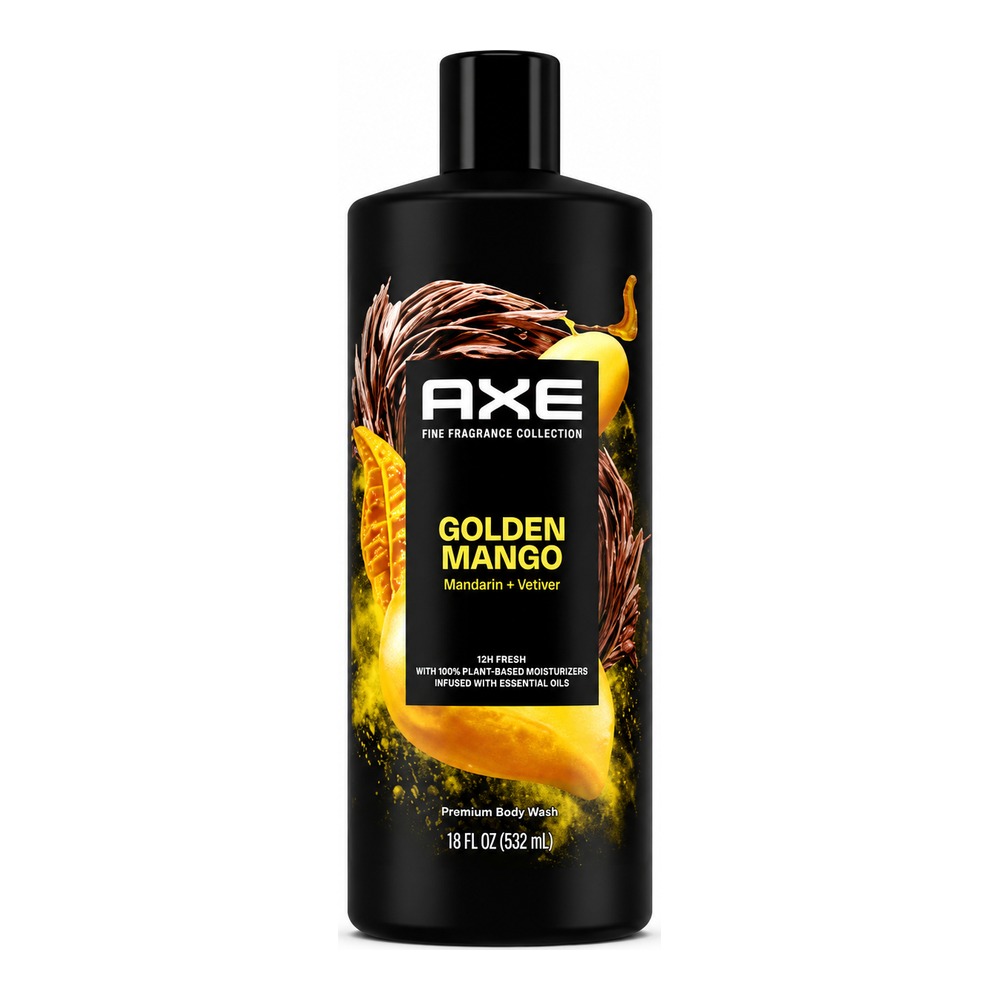 AXE
FINE FRAGRANCE COLLECTION
GOLDEN
MANGO
Mandarin + Vetiver
12H FRESH
WITH 100% PLANT-BASED MOISTURIZERS
INFUSED WITH ESSENTIAL OILS
Premium Body Wash
18 FL OZ (532 mL)